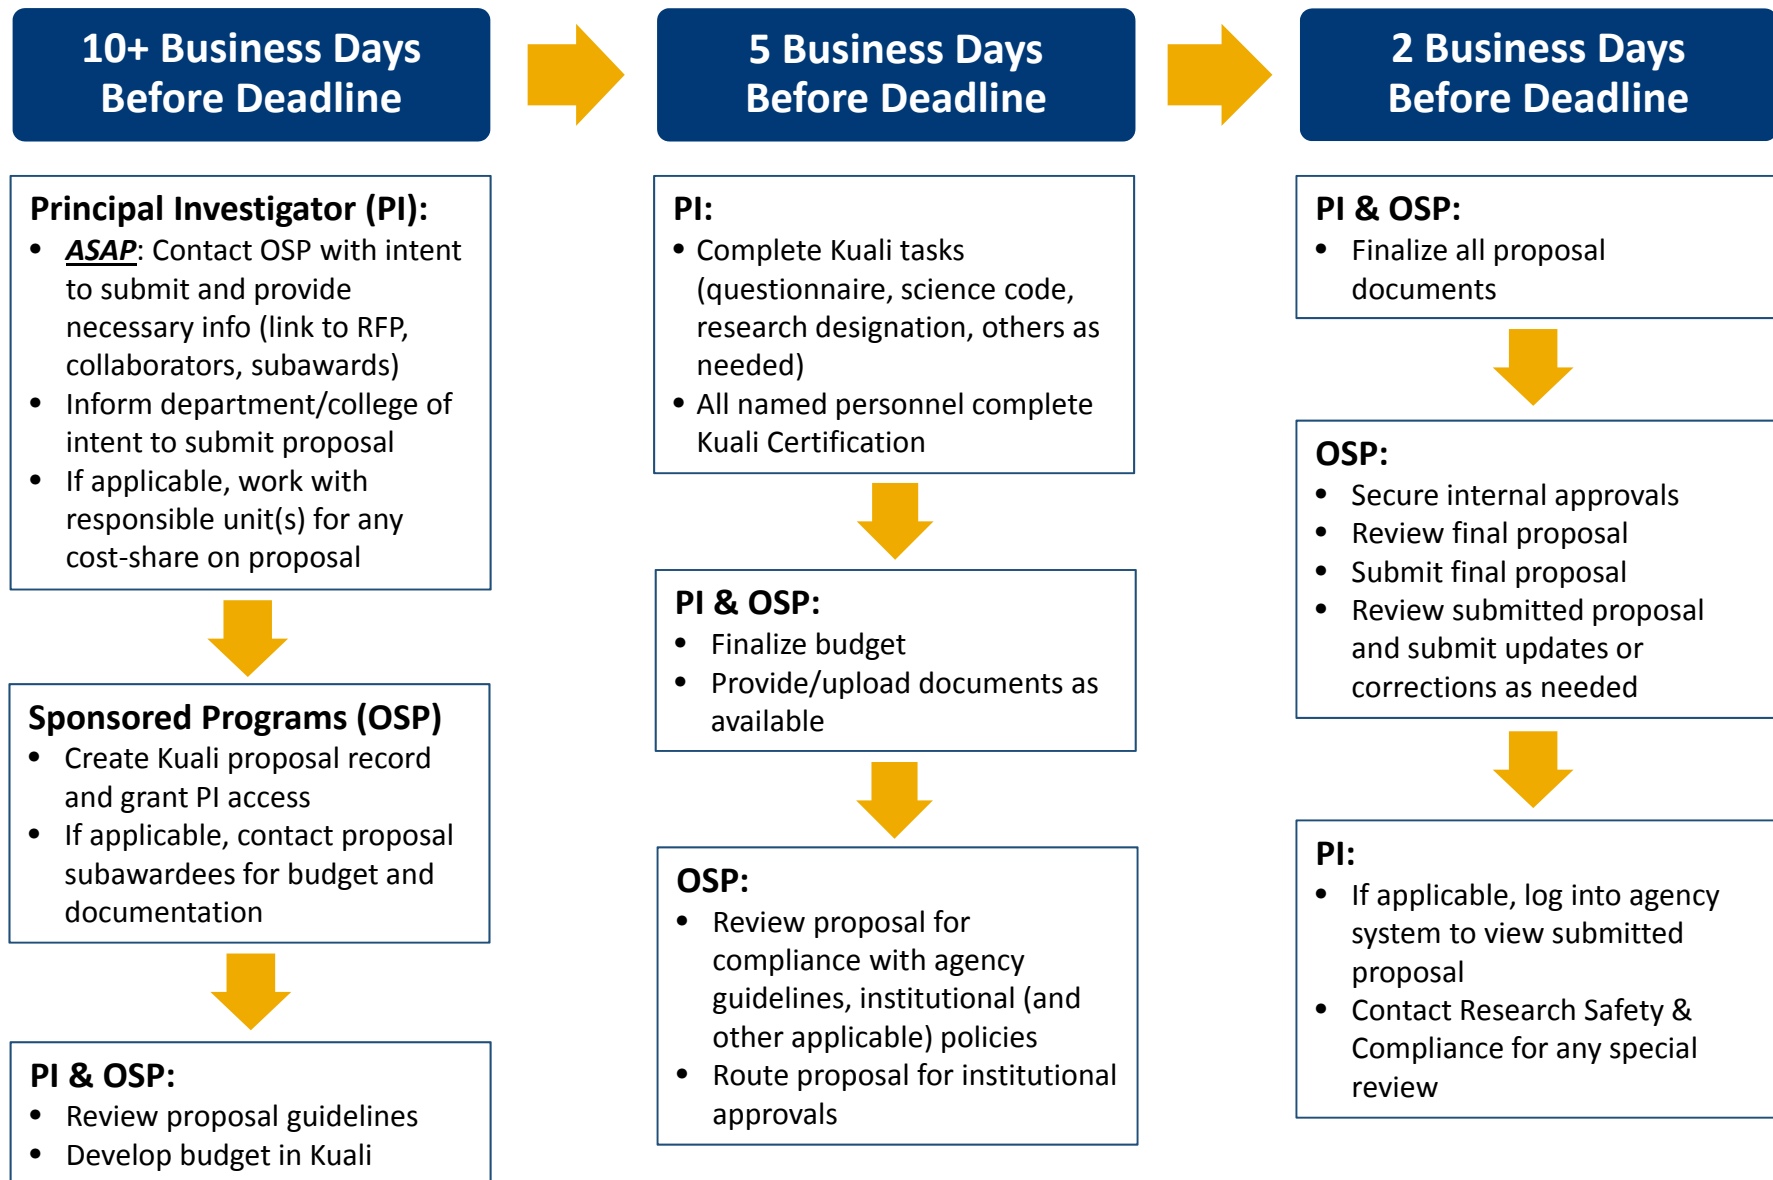 10+ Business Days
Before Deadline
Principal Investigator (PI):
• ASAP: Contact OSP with intent
to submit and provide
necessary info (link to RFP,
collaborators, subawards)
• Inform department/college of
intent to submit proposal
• If applicable, work with
responsible unit(s) for any
cost-share on proposal
Sponsored Programs (OSP)
• Create Kuali proposal record
and grant PI access
• If applicable, contact proposal
subawardees for budget and
documentation
PI & OSP:
• Review proposal guidelines
• Develop budget in Kuali
5 Business Days
Before Deadline
PI:
• Complete Kuali tasks
(questionnaire, science code,
research designation, others as
needed)
• All named personnel complete
Kuali Certification
PI & OSP:
• Finalize budget
• Provide/upload documents as
available
OSP:
• Review proposal for
compliance with agency
guidelines, institutional (and
other applicable) policies
• Route proposal for institutional
approvals
2 Business Days
Before Deadline
PI & OSP:
• Finalize all proposal
documents
OSP:
• Secure internal approvals
• Review final proposal
• Submit final proposal
• Review submitted proposal
and submit updates or
corrections as needed
PI:
• If applicable, log into agency
system to view submitted
proposal
• Contact Research Safety &
Compliance for any special
review